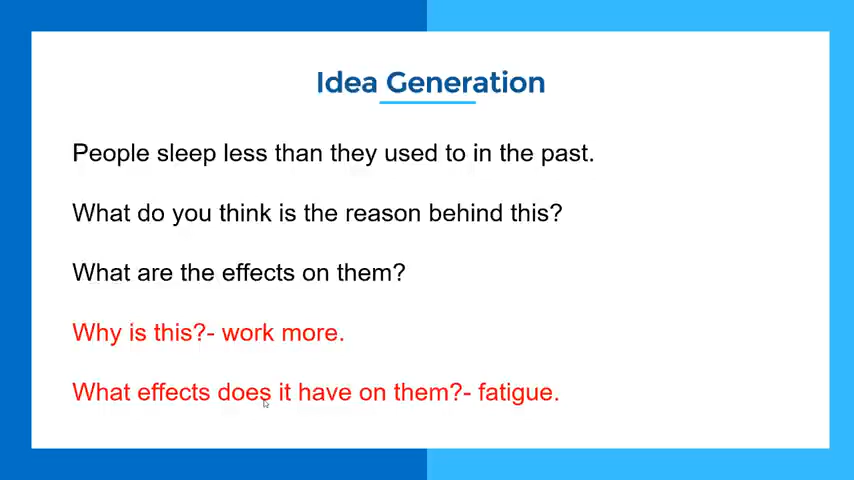 Idea Generation
People sleep less than they used to in the past.
What do you think is the reason behind this?
What are the effects on them?
Why is this?- work more.
What effects does it have on them?- fatigue.